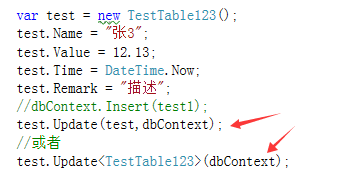 var test = new TestTable123();
test.Name = "张3";
test.Value = 12.13;
test.Time = DateTime.Now;
test.Remark = "描述";
//dbContext.Insert(test1);
test.Update(test,dbContext);
//或者
test.Update<TestTable123>(dbContext);